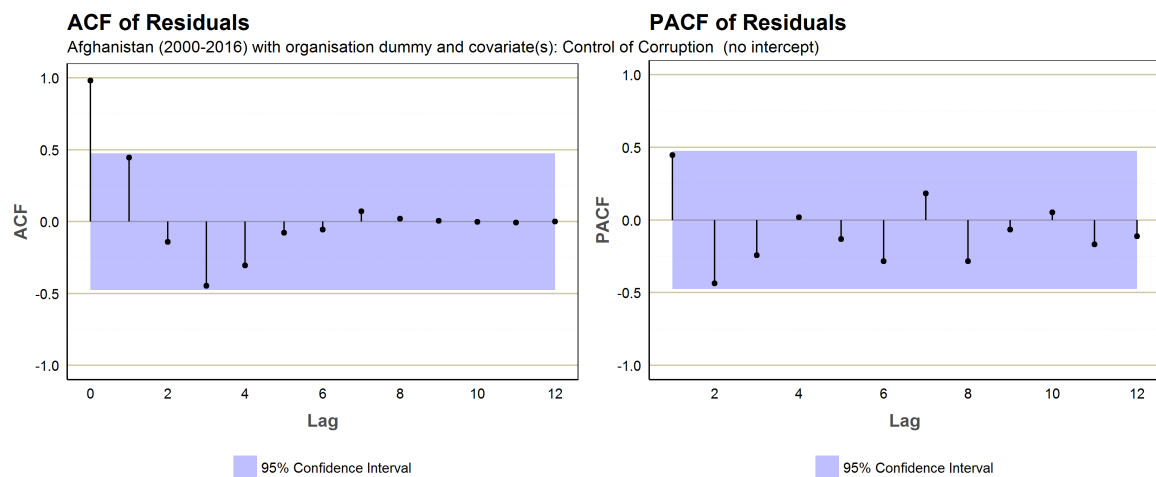 ACF of Residuals
Afghanistan (2000-2016) with organisation dummy and covariate(s): Control of Corruption (no intercept)
1.0
0.5
0.0
-0.5
-1.0
ACF
0 2 4 6 8 10 12
Lag
95% Confidence Interval
PACF of Residuals
1.0
0.5
0.0
-0.5
-1.0
PACF
2 4 6 8 10 12
Lag
95% Confidence Interval